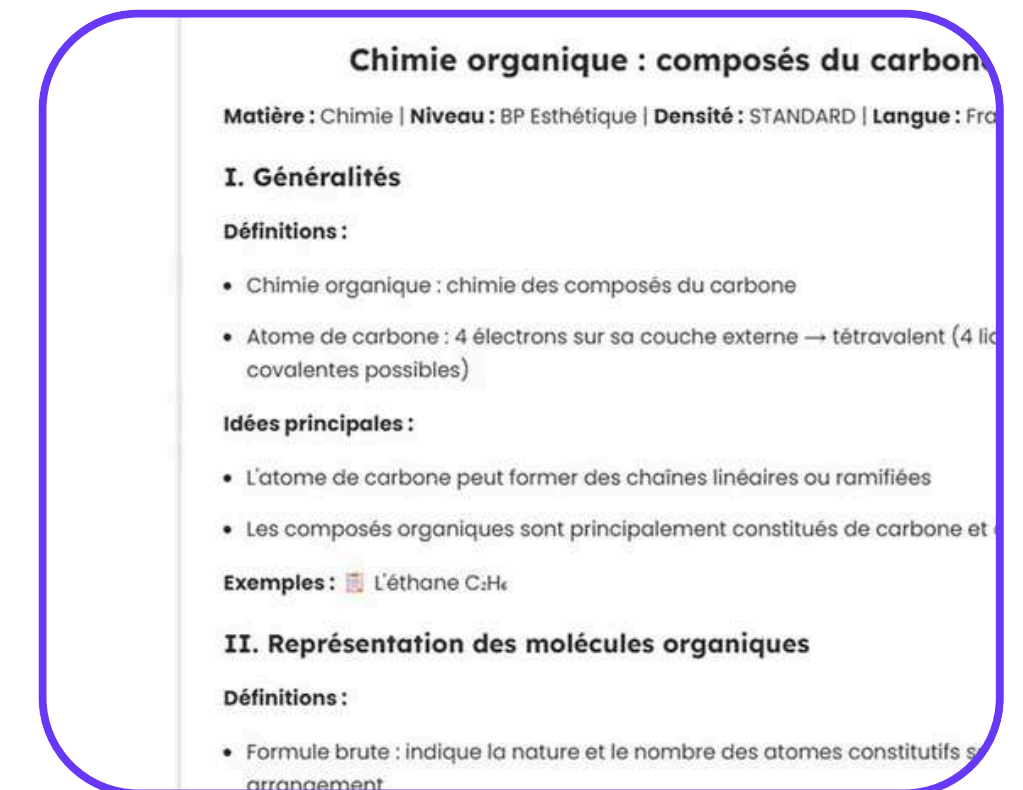 Chimie organique : composés du carbone
Matière : Chimie | Niveau : BP Esthétique | Densité : STANDARD | Langue : Fra
I. Généralités
Définitions :
• Chimie organique : chimie des composés du carbone
• Atome de carbone : 4 électrons sur sa couche externe → tétravalent (4 lia
covalentes possibles)
Idées principales :
• L'atome de carbone peut former des chaînes linéaires ou ramifiées
• Les composés organiques sont principalement constitués de carbone et
Exemples : 📋 L'éthane C₂H₆
II. Représentation des molécules organiques
Définitions :
• Formule brute : indique la nature et le nombre des atomes constitutifs
arrangement